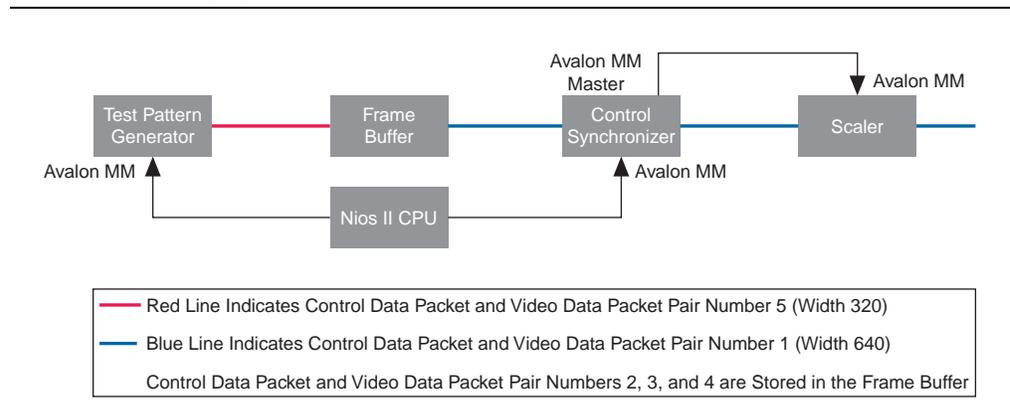 Avalon MM
Master
Avalon MM
Test Pattern
Generator
Frame
Buffer
Control
Synchronizer
Scaler
Avalon MM
Avalon MM
Nios II CPU
Red Line Indicates Control Data Packet and Video Data Packet Pair Number 5 (Width 320)
Blue Line Indicates Control Data Packet and Video Data Packet Pair Number 1 (Width 640)
Control Data Packet and Video Data Packet Pair Numbers 2, 3, and 4 are Stored in the Frame Buffer